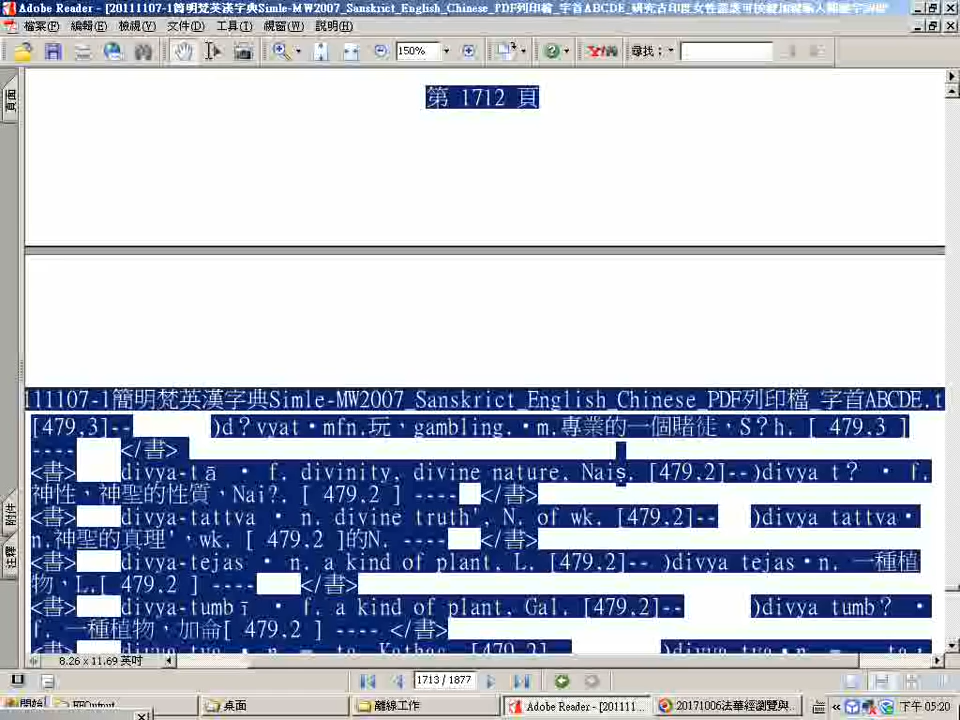 Adobe Reader - [20111107-1簡明梵英漢字典Simle-MW2007_Sanskrict_English_Chinese_PDF列印檔_字首ABCDE_研究古印度女性
檔案(F) 編輯(E) 檢視(V) 文件(D) 工具(T) 視窗(W) 說明(H)
150% 尋找：
頁面
第 1712 頁
111107-1簡明梵英漢字典Simle-MW2007_Sanskrict_English_Chinese_PDF列印檔_字首ABCDE.t
[479,3]-- )d？vyat‧mfn.玩，gambling.‧m.專業的一個賭徒，S？h. [ 479.3 ]
---- </書>
<書> divya-tā ‧ f. divinity, divine nature, Naiṣ. [479,2]--)divya t？ ‧ f.
神性，神聖的性質，Nai?. [ 479.2 ] ---- </書>
<書> divya-tattva ‧ n. divine truth', N. of wk. [479,2]-- )divya tattva‧
n.神聖的真理'，wk. [ 479.2 ]的N. ---- </書>
<書> divya-tejas ‧ n. a kind of plant, L. [479,2]-- )divya tejas‧n. 一種植
物，L.[ 479.2 ] ---- </書>
<書> divya-tumbī ‧ f. a kind of plant, Gal. [479,2]-- )divya tumb？ ‧
f. 一種植物，加侖[ 479.2 ] ---- </書>
附件
注釋
8.26 x 11.69 英吋
1713 / 1877
開始 桌面 離線工作 Adobe Reader - [2011... 20171006法華經瀏覽與... 下午 05:20